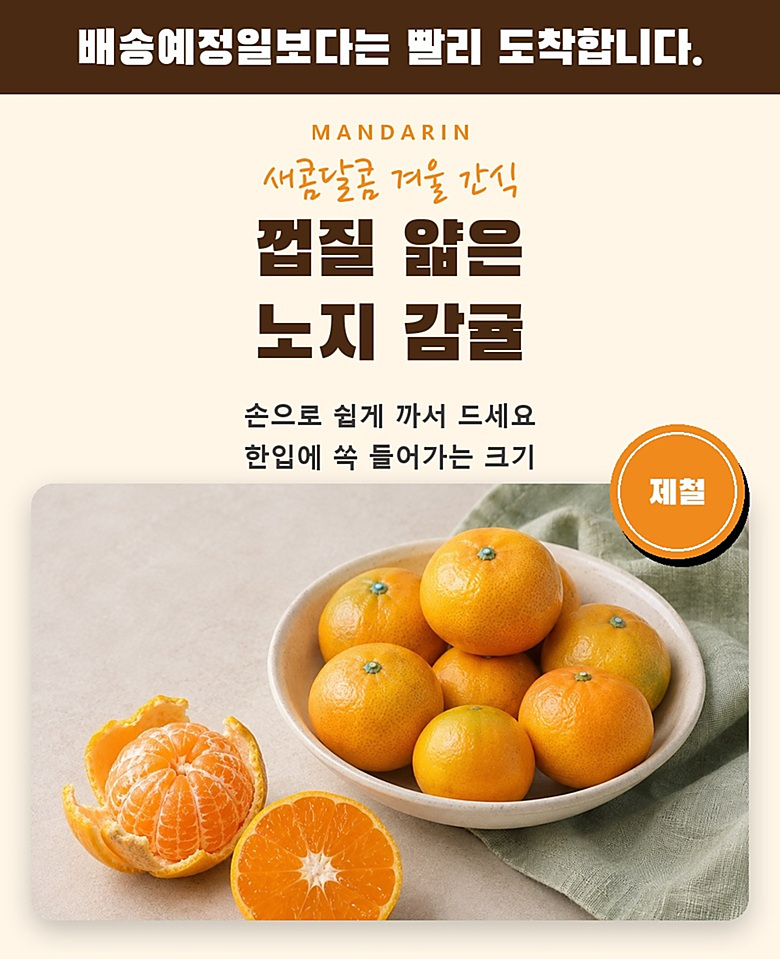 배송예정일보다는 빨리 도착합니다.
MANDARIN
새콤달콤 겨울 간식
껍질 얇은
노지 감귤
손으로 쉽게 까서 드세요
한입에 쏙 들어가는 크기
제철